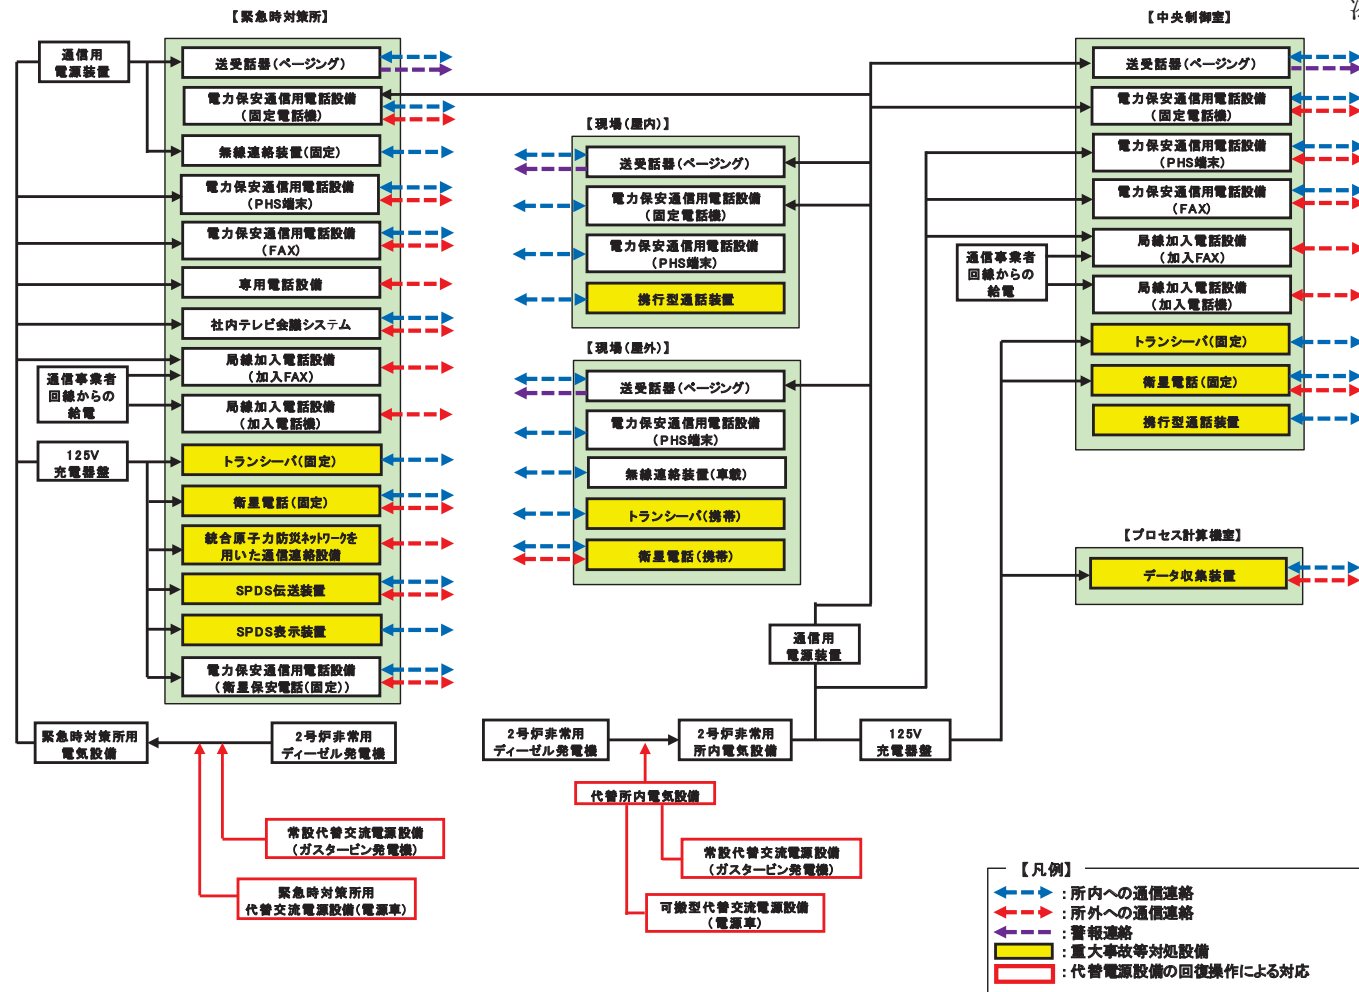 【緊急時対策所】
通信用
電源装置
送受話器(ページング)
電力保安通信用電話設備
(固定電話機)
無線連絡装置(固定)
電力保安通信用電話設備
(PHS端末)
電力保安通信用電話設備
(FAX)
専用電話設備
社内テレビ会議システム
局線加入電話設備
(加入FAX)
通信事業者
回線からの
給電
局線加入電話設備
(加入電話機)
125V
充電器盤
トランシーバ(固定)
衛星電話(固定)
統合原子力防災ネットワークを
用いた通信連絡設備
SPDS伝送装置
SPDS表示装置
電力保安通信用電話設備
(衛星保安電話(固定))
緊急時対策所用
電気設備
2号炉非常用
ディーゼル発電機
常設代替交流電源設備
(ガスタービン発電機)
緊急時対策所用
代替交流電源設備(電源車)
【現場(屋内)】
送受話器(ページング)
電力保安通信用電話設備
(固定電話機)
電力保安通信用電話設備
(PHS端末)
携行型通話装置
【現場(屋外)】
送受話器(ページング)
電力保安通信用電話設備
(PHS端末)
無線連絡装置(車載)
トランシーバ(携帯)
衛星電話(携帯)
通信用
電源装置
2号炉非常用
ディーゼル発電機
2号炉非常用
所内電気設備
125V
充電器盤
代替所内電気設備
常設代替交流電源設備
(ガスタービン発電機)
可搬型代替交流電源設備
(電源車)
【中央制御室】
送受話器(ページング)
電力保安通信用電話設備
(固定電話機)
電力保安通信用電話設備
(PHS端末)
電力保安通信用電話設備
(FAX)
局線加入電話設備
(加入FAX)
通信事業者
回線からの
給電
局線加入電話設備
(加入電話機)
トランシーバ(固定)
衛星電話(固定)
携行型通話装置
【プロセス計算機室】
データ収集装置
【凡例】
:所内への通信連絡
:所外への通信連絡
:警報連絡
:重大事故等対処設備
:代替電源設備の回復操作による対応